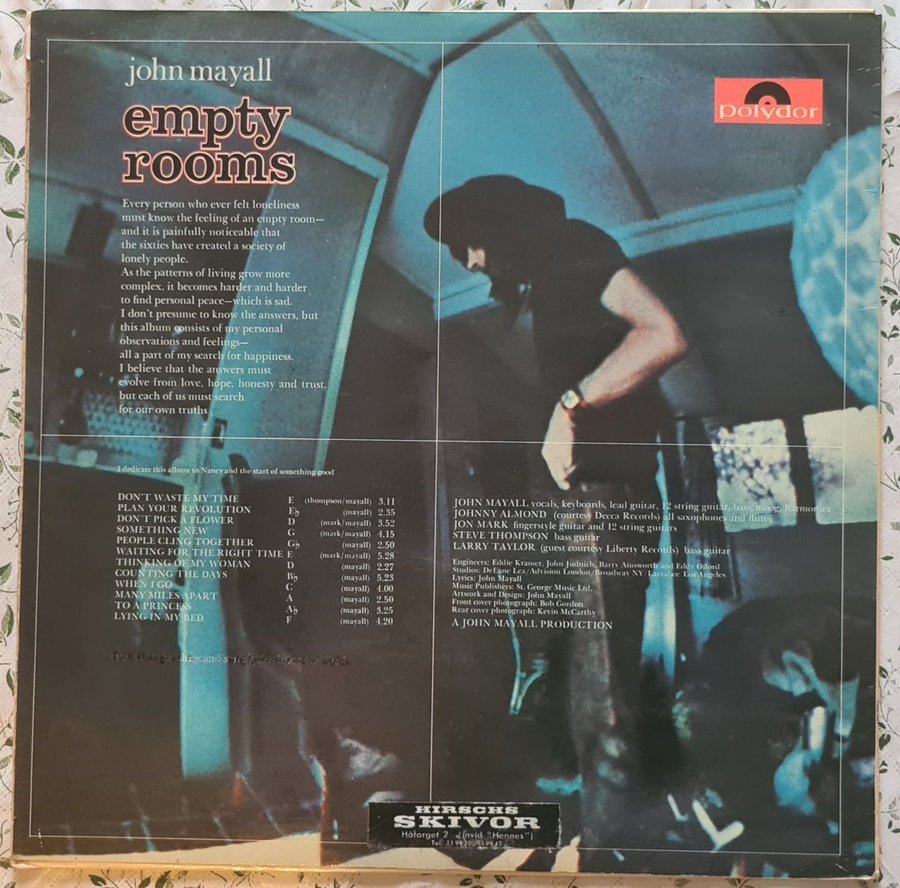 john mayall
empty
rooms
polydor
Every person who ever felt loneliness
must know the feeling of an empty room—
and it is painfully noticeable that
the sixties have created a society of
lonely people.
As the patterns of living grow more
complex, it becomes harder and harder
to find personal peace—which is sad.
I don't presume to know the answers, but
this album consists of my personal
observations and feelings—
all a part of my search for happiness.
I believe that the answers must
evolve from love, hope, honesty and trust,
but each of us must search
for our own truths
I dedicate this album to Nancy and the start of something good
DON'T WASTE MY TIME E (thompson/mayall) 3.11
PLAN YOUR REVOLUTION E♭ (mayall) 2.35
DON'T PICK A FLOWER D (mark/mayall) 3.52
SOMETHING NEW G (mark/mayall) 4.15
PEOPLE CLING TOGETHER G♭ (mayall) 2.50
WAITING FOR THE RIGHT TIME E (mark/mayall) 5.28
THINKING OF MY WOMAN D (mayall) 2.27
COUNTING THE DAYS B♭ (mayall) 5.23
WHEN I GO C (mayall) 4.00
MANY MILES APART A (mayall) 2.50
TO A PRINCESS A♭ (mayall) 3.25
LYING IN MY BED F (mayall) 4.20
JOHN MAYALL vocals, keyboards, lead guitar, 12 string guitar, bass, moog, harmonica
JOHNNY ALMOND (courtesy Decca Records) all saxophones and flutes
JON MARK fingerstyle guitar and 12 string guitars
STEVE THOMPSON bass guitar
LARRY TAYLOR (guest courtesy Liberty Records) bass guitar
Engineers: Eddie Kramer, John Judnich, Barry Ainsworth and Eddy Offord
Studios: DeLane Lea/Advision London/Broadway NY/Larrabee Los Angeles
Lyrics: John Mayall
Music Publishers: St. George Music Ltd.
Artwork and Design: John Mayall
Front cover photograph: Bob Gordon
Rear cover photograph: Kevin McCarthy
A JOHN MAYALL PRODUCTION
HIRSCHS
SKIVOR
Hötorget 2 (invid "Hennes")
Tel.